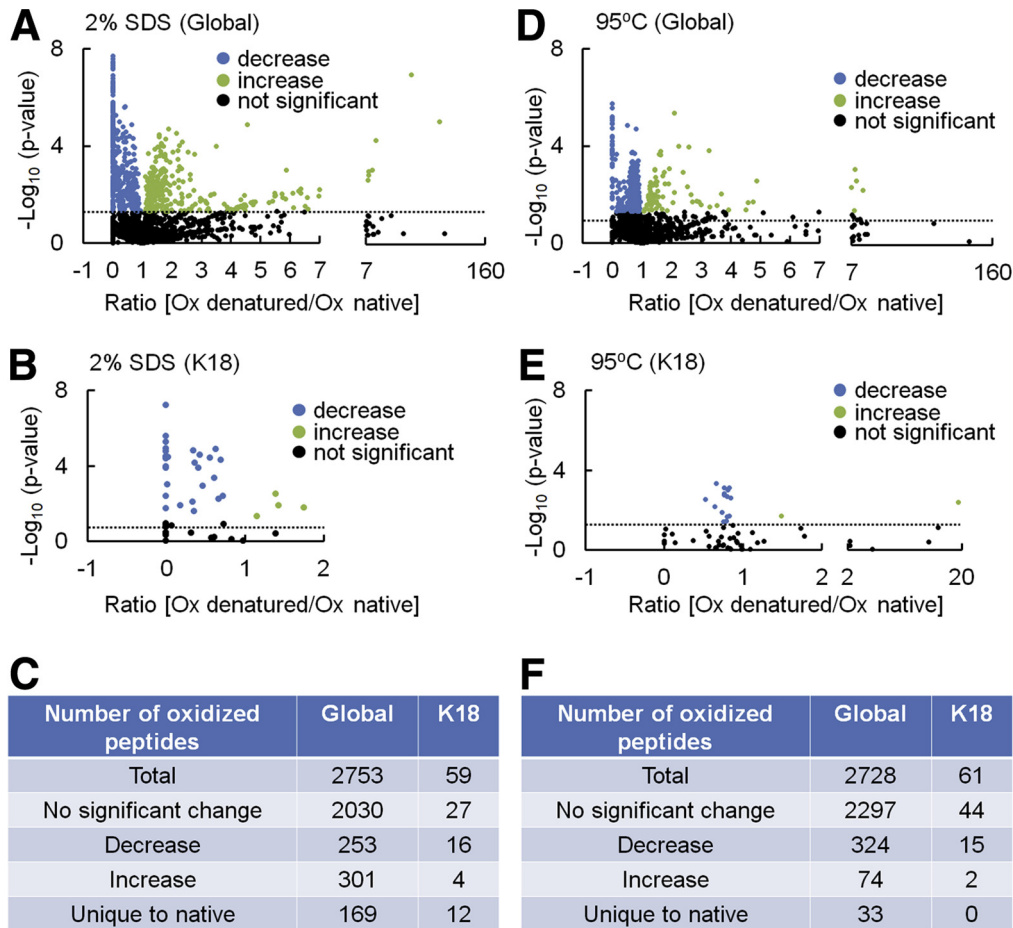 A 2% SDS (Global)
8
4
0
-Log10 (p-value)
decrease
increase
not significant
-1 0 1 2 3 4 5 6 7 7 160
Ratio [Ox denatured/Ox native]
B 2% SDS (K18)
8
4
0
-Log10 (p-value)
decrease
increase
not significant
-1 0 1 2
Ratio [Ox denatured/Ox native]
C
Number of oxidized peptides Global K18
Total 2753 59
No significant change 2030 27
Decrease 253 16
Increase 301 4
Unique to native 169 12
D 95ºC (Global)
8
4
0
-Log10 (p-value)
decrease
increase
not significant
-1 0 1 2 3 4 5 6 7 7 160
Ratio [Ox denatured/Ox native]
E 95ºC (K18)
8
4
0
-Log10 (p-value)
decrease
increase
not significant
-1 0 1 2 2 20
Ratio [Ox denatured/Ox native]
F
Number of oxidized peptides Global K18
Total 2728 61
No significant change 2297 44
Decrease 324 15
Increase 74 2
Unique to native 33 0